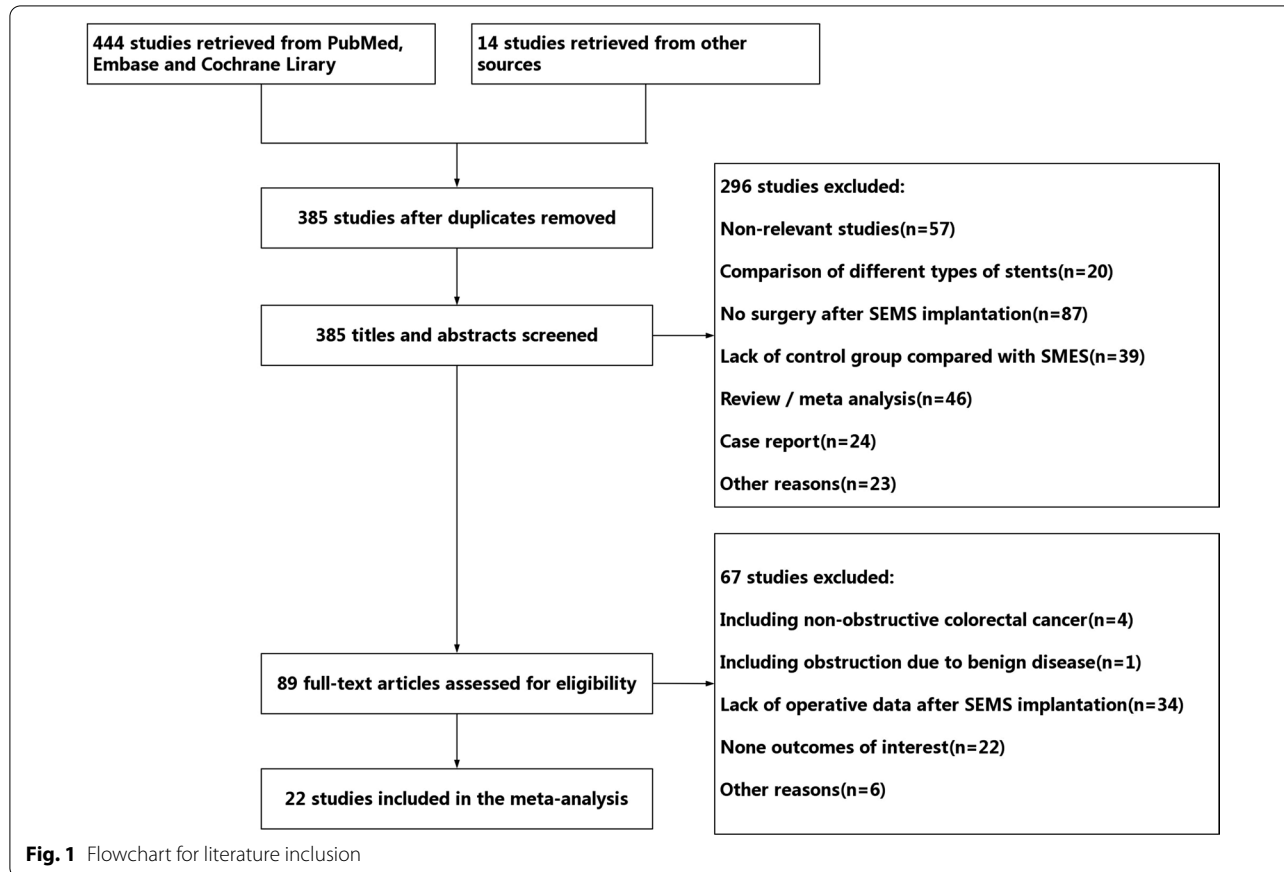 444 studies retrieved from PubMed,
Embase and Cochrane Lirary
14 studies retrieved from other
sources
385 studies after duplicates removed
385 titles and abstracts screened
296 studies excluded:
Non-relevant studies(n=57)
Comparison of different types of stents(n=20)
No surgery after SEMS implantation(n=87)
Lack of control group compared with SMES(n=39)
Review / meta analysis(n=46)
Case report(n=24)
Other reasons(n=23)
89 full-text articles assessed for eligibility
67 studies excluded:
Including non-obstructive colorectal cancer(n=4)
Including obstruction due to benign disease(n=1)
Lack of operative data after SEMS implantation(n=34)
None outcomes of interest(n=22)
Other reasons(n=6)
22 studies included in the meta-analysis
Fig. 1 Flowchart for literature inclusion